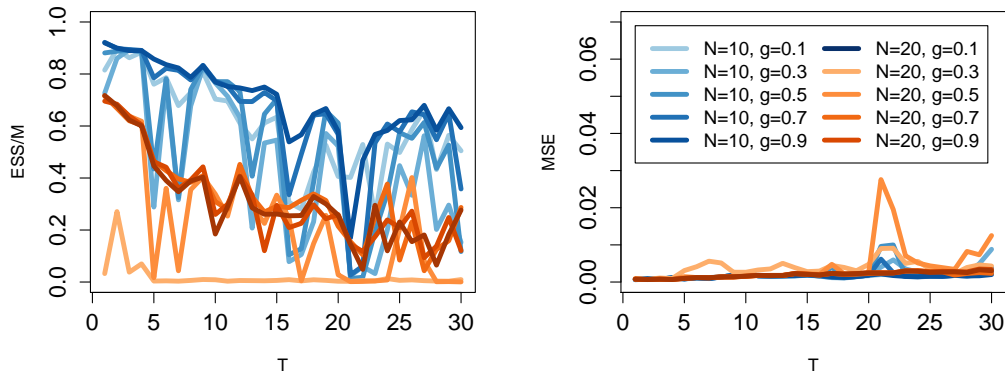 1.0
0.8
0.6
0.4
0.2
0.0
ESS/M
0 5 10 15 20 25 30
T
0.06
0.04
0.02
0.00
MSE
N=10, g=0.1 N=20, g=0.1
N=10, g=0.3 N=20, g=0.3
N=10, g=0.5 N=20, g=0.5
N=10, g=0.7 N=20, g=0.7
N=10, g=0.9 N=20, g=0.9
0 5 10 15 20 25 30
T